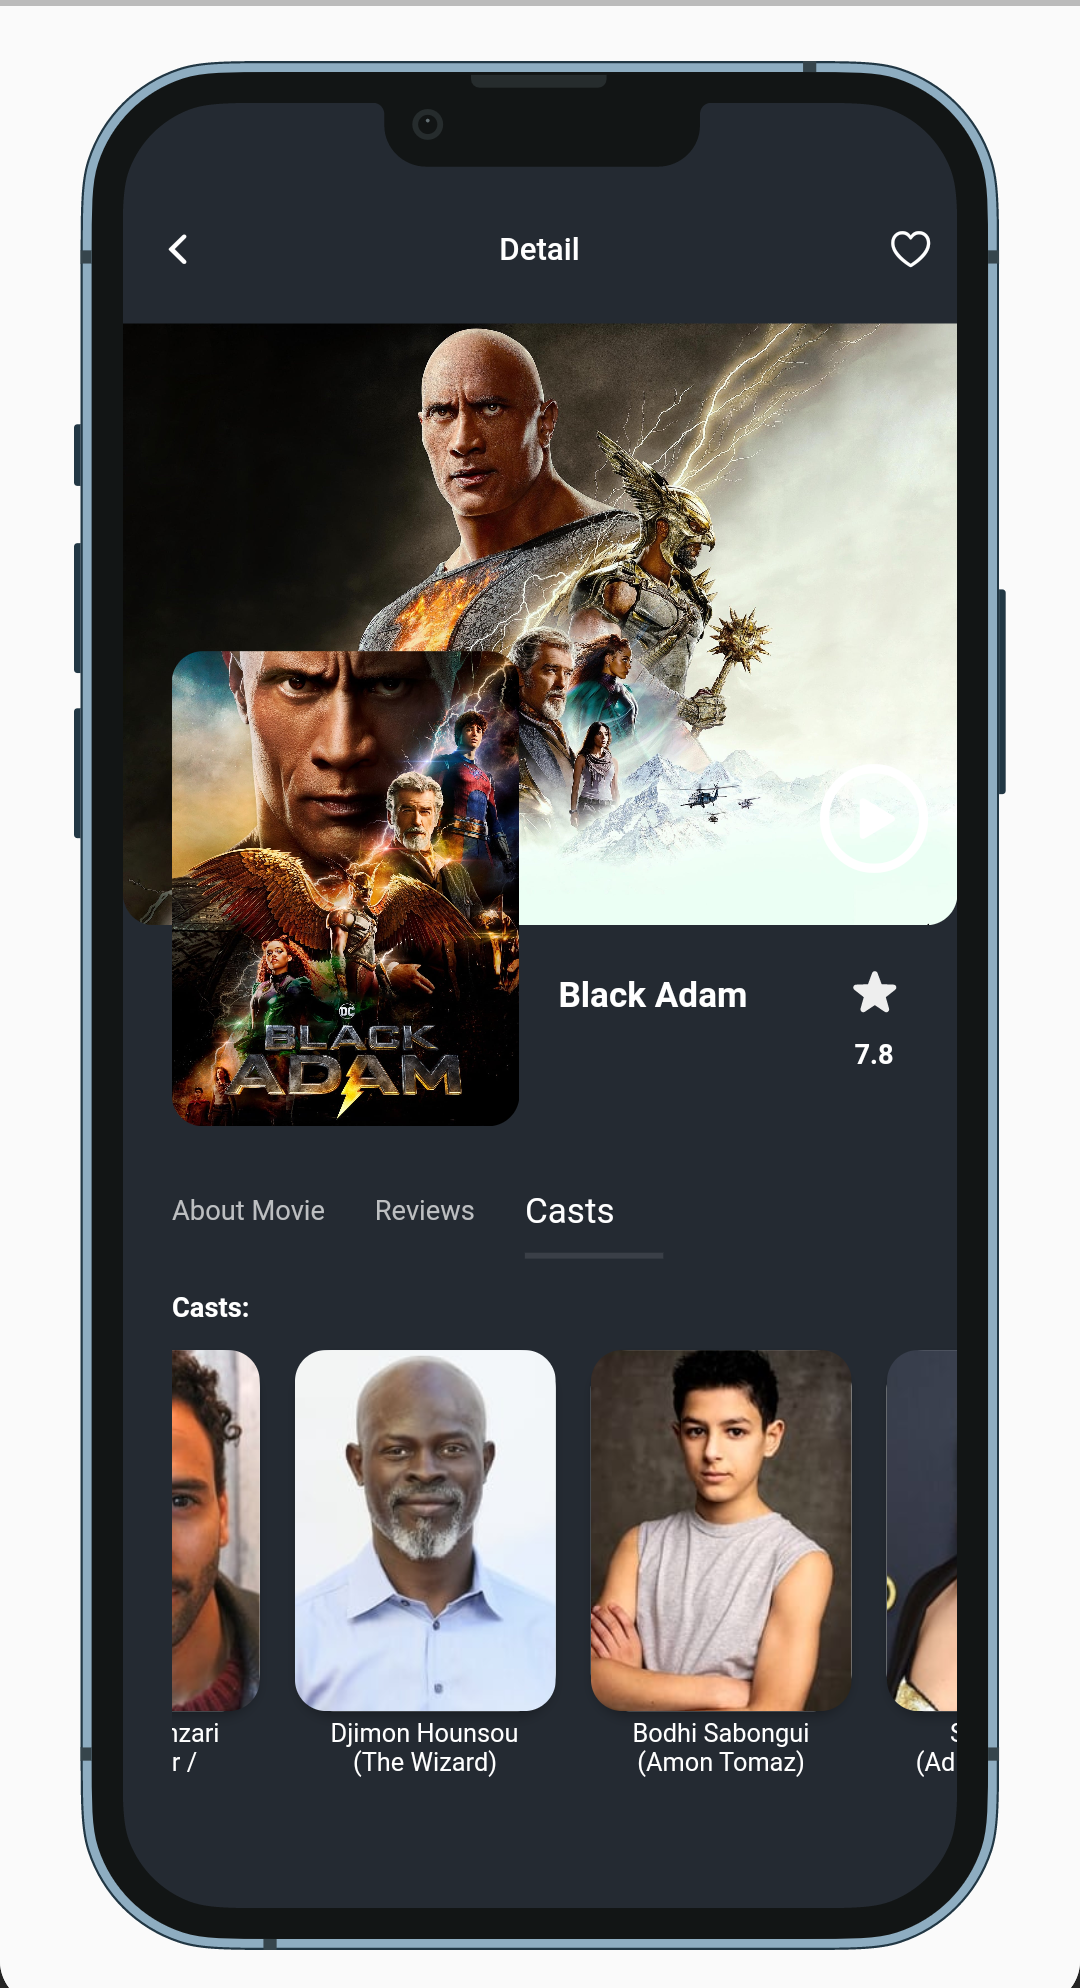 Detail
DC
BLACK
ADAM
Black Adam
7.8
About Movie Reviews Casts
Casts:
nzari
r /
Djimon Hounsou
(The Wizard)
Bodhi Sabongui
(Amon Tomaz)
S
(Ad